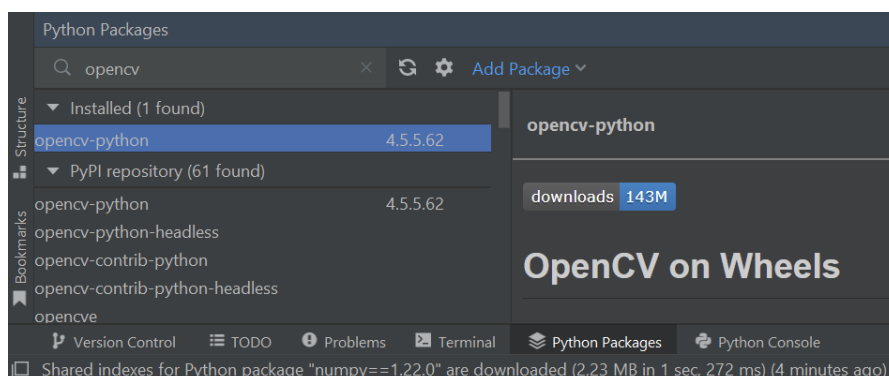 Python Packages
opencv
Add Package
Structure
Bookmarks
Installed (1 found)
opencv-python 4.5.5.62
PyPI repository (61 found)
opencv-python 4.5.5.62
opencv-python-headless
opencv-contrib-python
opencv-contrib-python-headless
opencve
opencv-python
downloads 143M
OpenCV on Wheels
Version Control TODO Problems Terminal Python Packages Python Console
Shared indexes for Python package "numpy==1.22.0" are downloaded (2.23 MB in 1 sec, 272 ms) (4 minutes ago)